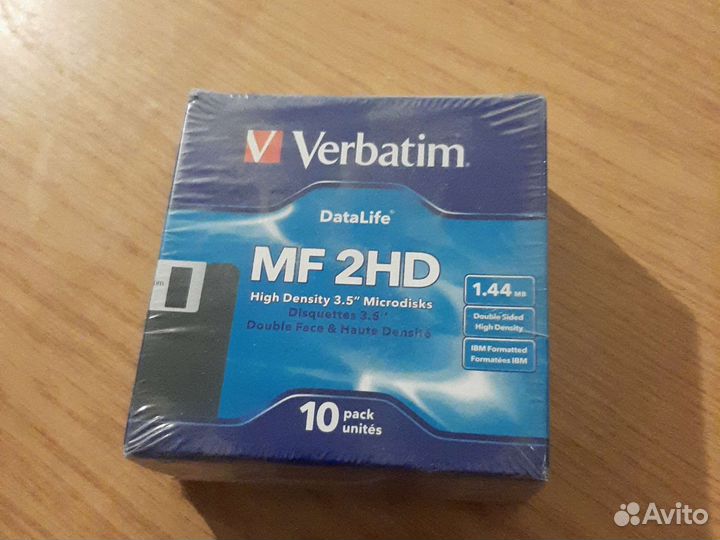 V Verbatim
DataLife®
MF 2HD
High Density 3.5" Microdisks
Disquettes 3.5"
Double Face & Haute Densité
1.44 MB
Double Sided
High Density
IBM Formatted
Formatées IBM
10 pack
unités
Avito